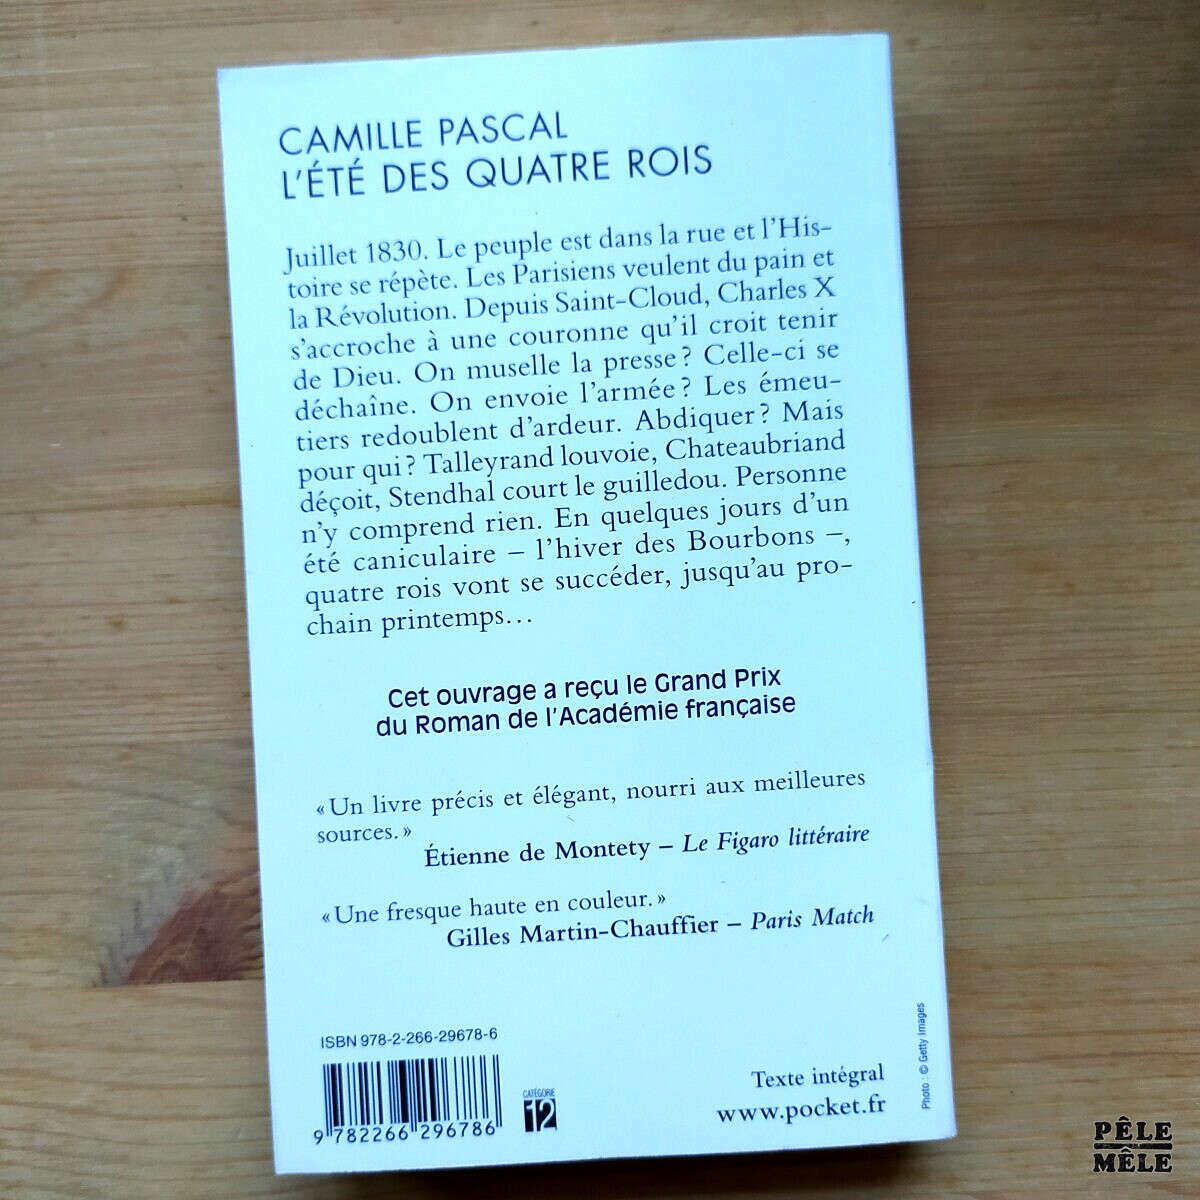 CAMILLE PASCAL
L'ÉTÉ DES QUATRE ROIS
Juillet 1830. Le peuple est dans la rue et l'His-
toire se répète. Les Parisiens veulent du pain et
la Révolution. Depuis Saint-Cloud, Charles X
s'accroche à une couronne qu'il croit tenir
de Dieu. On muselle la presse ? Celle-ci se
déchaîne. On envoie l'armée ? Les émeu-
tiers redoublent d'ardeur. Abdiquer ? Mais
pour qui ? Talleyrand louvoie, Chateaubriand
déçoit, Stendhal court le guilledou. Personne
n'y comprend rien. En quelques jours d'un
été caniculaire – l'hiver des Bourbons –,
quatre rois vont se succéder, jusqu'au pro-
chain printemps…
Cet ouvrage a reçu le Grand Prix
du Roman de l'Académie française
« Un livre précis et élégant, nourri aux meilleures
sources. »
Étienne de Montety – Le Figaro littéraire
« Une fresque haute en couleur. »
Gilles Martin-Chauffier – Paris Match
ISBN 978-2-266-29678-6
9 782266 296786
CATÉGORIE
12
Texte intégral
www.pocket.fr
Photo : © Getty Images
PÊLE
MÊLE